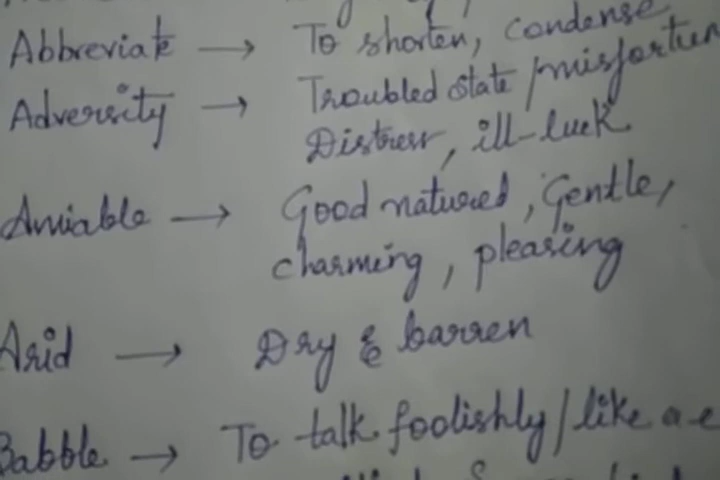 Abbreviate → To shorten, condense
Adversity → Troubled state / misfortun
Distress, ill-luck
Amiable → Good natured, Gentle,
charming, pleasing
Arid → Dry & barren
Babble → To talk foolishly / like a